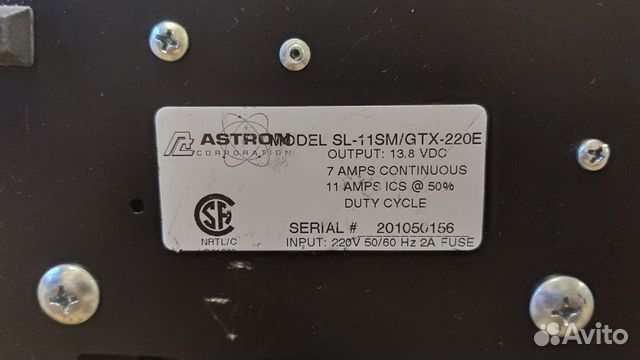 ASTRON MODEL SL-11SM/GTX-220E
CORPORATION OUTPUT: 13.8 VDC
7 AMPS CONTINUOUS
11 AMPS ICS @ 50%
DUTY CYCLE
SERIAL # 201050156
NRTL/C INPUT: 220V 50/60 Hz 2A FUSE
Avito